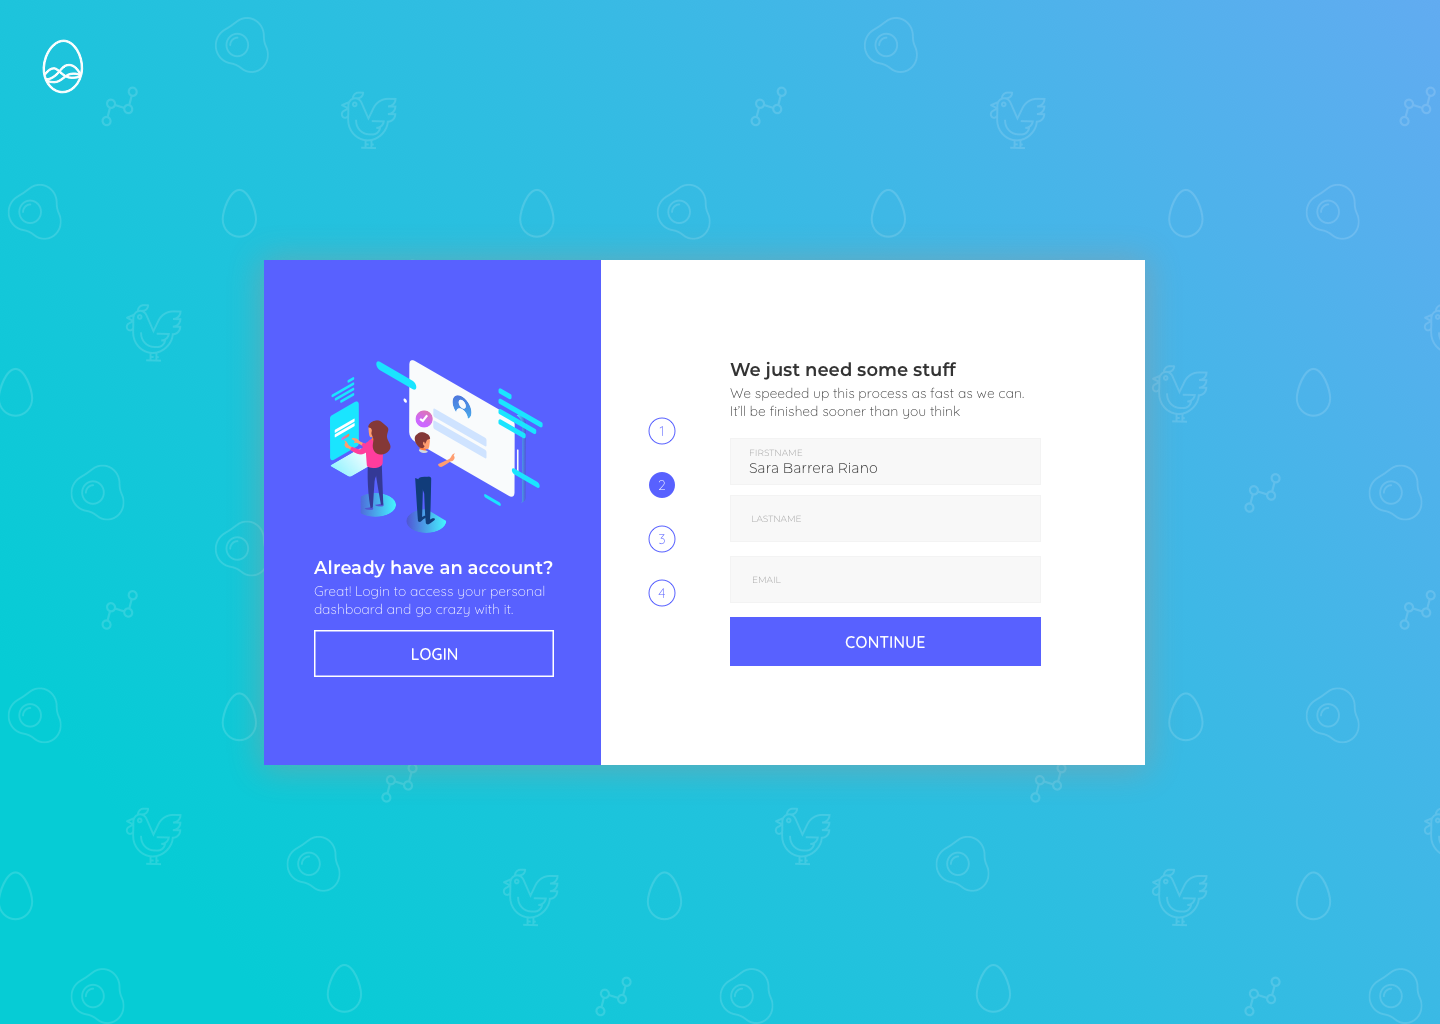 Already have an account?
Great! Login to access your personal
dashboard and go crazy with it.
LOGIN
1
2
3
4
We just need some stuff
We speeded up this process as fast as we can.
It'll be finished sooner than you think
FIRSTNAME
Sara Barrera Riano
LASTNAME
EMAIL
CONTINUE